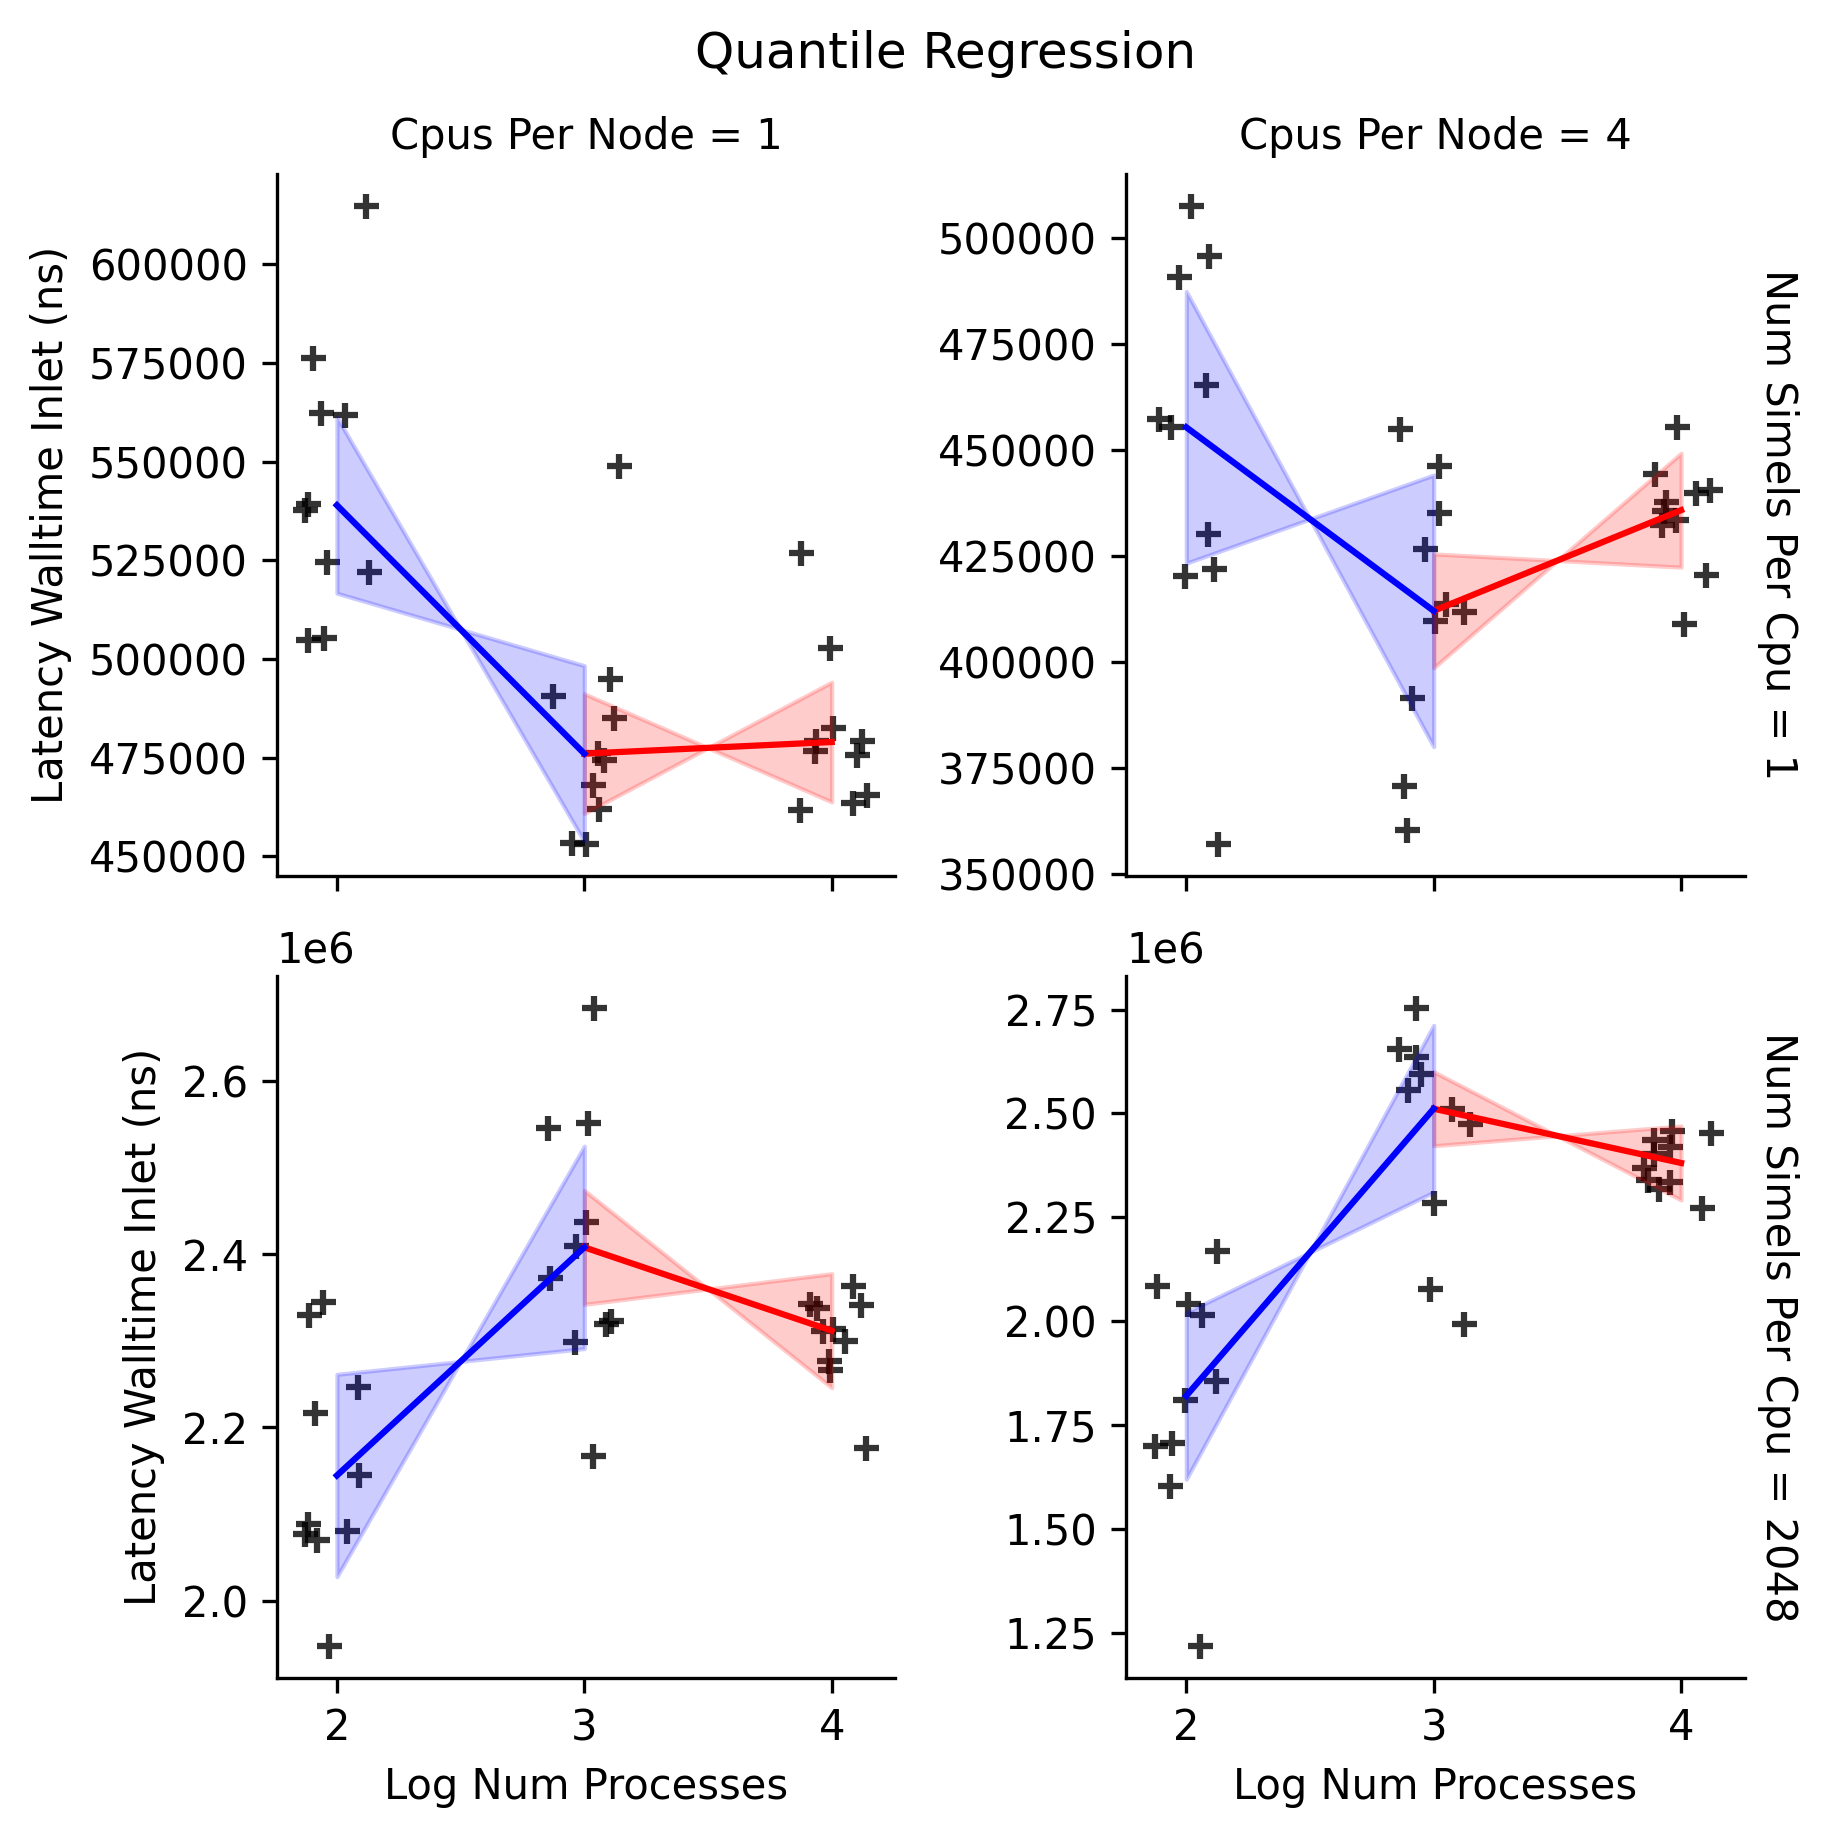 Quantile Regression
Cpus Per Node = 1
Cpus Per Node = 4
Latency Walltime Inlet (ns)
600000
575000
550000
525000
500000
475000
450000
500000
475000
450000
425000
400000
375000
350000
Num Simels Per Cpu = 1
1e6
Latency Walltime Inlet (ns)
2.6
2.4
2.2
2.0
2
3
4
Log Num Processes
1e6
2.75
2.50
2.25
2.00
1.75
1.50
1.25
2
3
4
Log Num Processes
Num Simels Per Cpu = 2048